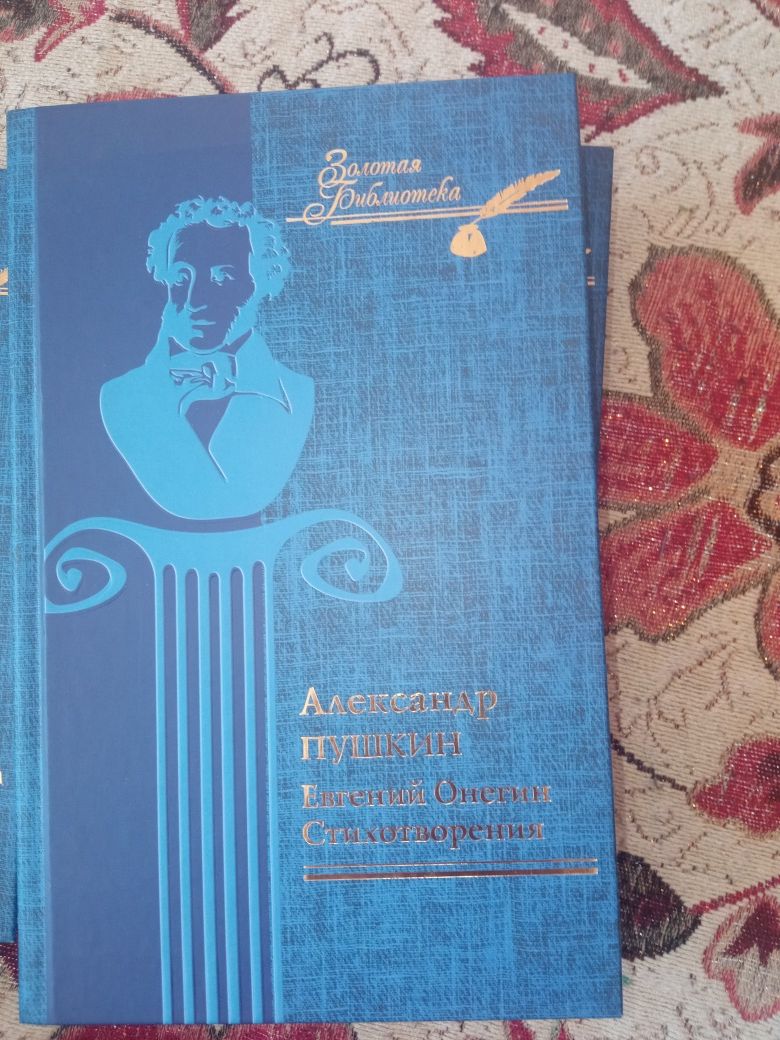 Золотая
Библиотека
Александр
ПУШКИН
Евгений Онегин
Стихотворения